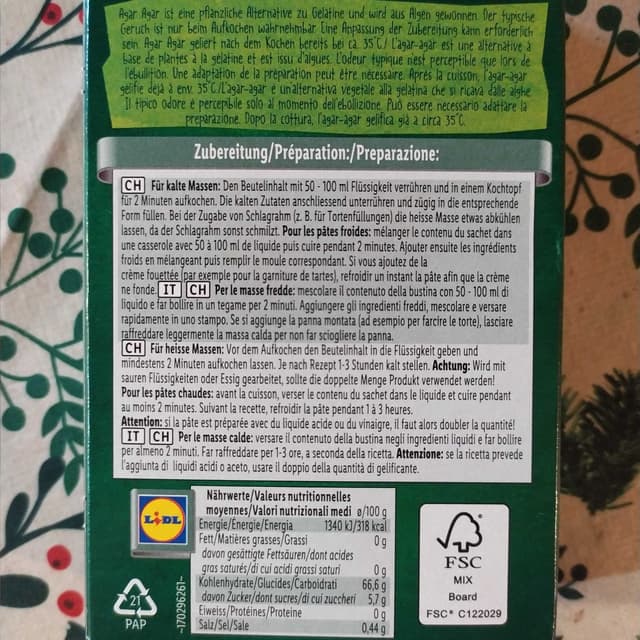 Agar Agar ist eine pflanzliche Alternative zu Gelatine und wird aus Algen gewonnen. Der typische
Geruch ist nur beim Aufkochen wahrnehmbar. Eine Anpassung der Zubereitung kann erforderlich
sein. Agar Agar geliert nach dem Kochen bereits bei ca. 35°C./L'agar-agar est une alternative à
base de plantes à la gélatine et est issu d'algues. L'odeur typique n'est perceptible que lors de
l'ébullition. Une adaptation de la préparation peut être nécessaire. Après la cuisson, l'agar-agar
gélifie déjà à env. 35°C./L'agar-agar è un'alternativa vegetale alla gelatina che si ricava dalle alghe.
Il tipico odore è percepibile solo al momento dell'ebollizione. Può essere necessario adattare la
preparazione. Dopo la cottura, l'agar-agar gelifica già a circa 35°C.
Zubereitung/Préparation:/Preparazione:
CH Für kalte Massen: Den Beutelinhalt mit 50 - 100 ml Flüssigkeit verrühren und in einem Kochtopf
für 2 Minuten aufkochen. Die kalten Zutaten anschliessend unterrühren und zügig in die entsprechende
Form füllen. Bei der Zugabe von Schlagrahm (z. B. für Tortenfüllungen) die heisse Masse etwas abkühlen
lassen, da der Schlagrahm sonst schmilzt. Pour les pâtes froides: mélanger le contenu du sachet dans
une casserole avec 50 à 100 ml de liquide puis cuire pendant 2 minutes. Ajouter ensuite les ingrédients
froids en mélangeant puis remplir le moule correspondant. Si vous ajoutez de la
crème fouettée (par exemple pour la garniture de tartes), refroidir un instant la pâte afin que la crème
ne fonde. IT CH Per le masse fredde: mescolare il contenuto della bustina con 50 - 100 ml di
liquido e far bollire in un tegame per 2 minuti. Aggiungere gli ingredienti freddi, mescolare e versare
rapidamente in uno stampo. Se si aggiunge la panna montata (ad esempio per farcire le torte), lasciare
raffreddare leggermente la massa calda per non far sciogliere la panna.
CH Für heisse Massen: Vor dem Aufkochen den Beutelinhalt in die Flüssigkeit geben und
mindestens 2 Minuten aufkochen lassen. Je nach Rezept 1-3 Stunden kalt stellen. Achtung: Wird mit
sauren Flüssigkeiten oder Essig gearbeitet, sollte die doppelte Menge Produkt verwendet werden!
Pour les pâtes chaudes: avant la cuisson, verser le contenu du sachet dans le liquide et cuire pendant
au moins 2 minutes. Suivant la recette, refroidir la pâte pendant 1 à 3 heures.
Attention: si la pâte est préparée avec du liquide acide ou du vinaigre, il faut alors doubler la quantité!
IT CH Per le masse calde: versare il contenuto della bustina negli ingredienti liquidi e far bollire
per almeno 2 minuti. Far raffreddare per 1-3 ore, a seconda della ricetta. Attenzione: se la ricetta prevede
l'aggiunta di liquidi acidi o aceto, usare il doppio della quantità di gelificante.
LIDL
Nährwerte/Valeurs nutritionnelles
moyennes/Valori nutrizionali medi ø/100 g
Energie/Énergie/Energia 1340 kJ/318 kcal
Fett/Matières grasses/Grassi 0 g
davon gesättigte Fettsäuren/dont acides
gras saturés/di cui acidi grassi saturi 0 g
Kohlenhydrate/Glucides/Carboidrati 66,6 g
davon Zucker/dont sucres/di cui zuccheri 5,7 g
Eiweiss/Protéines/Proteine 0 g
Salz/Sel/Sale 0,44 g
21
PAP
-170296261-
FSC
MIX
Board
FSC® C122029